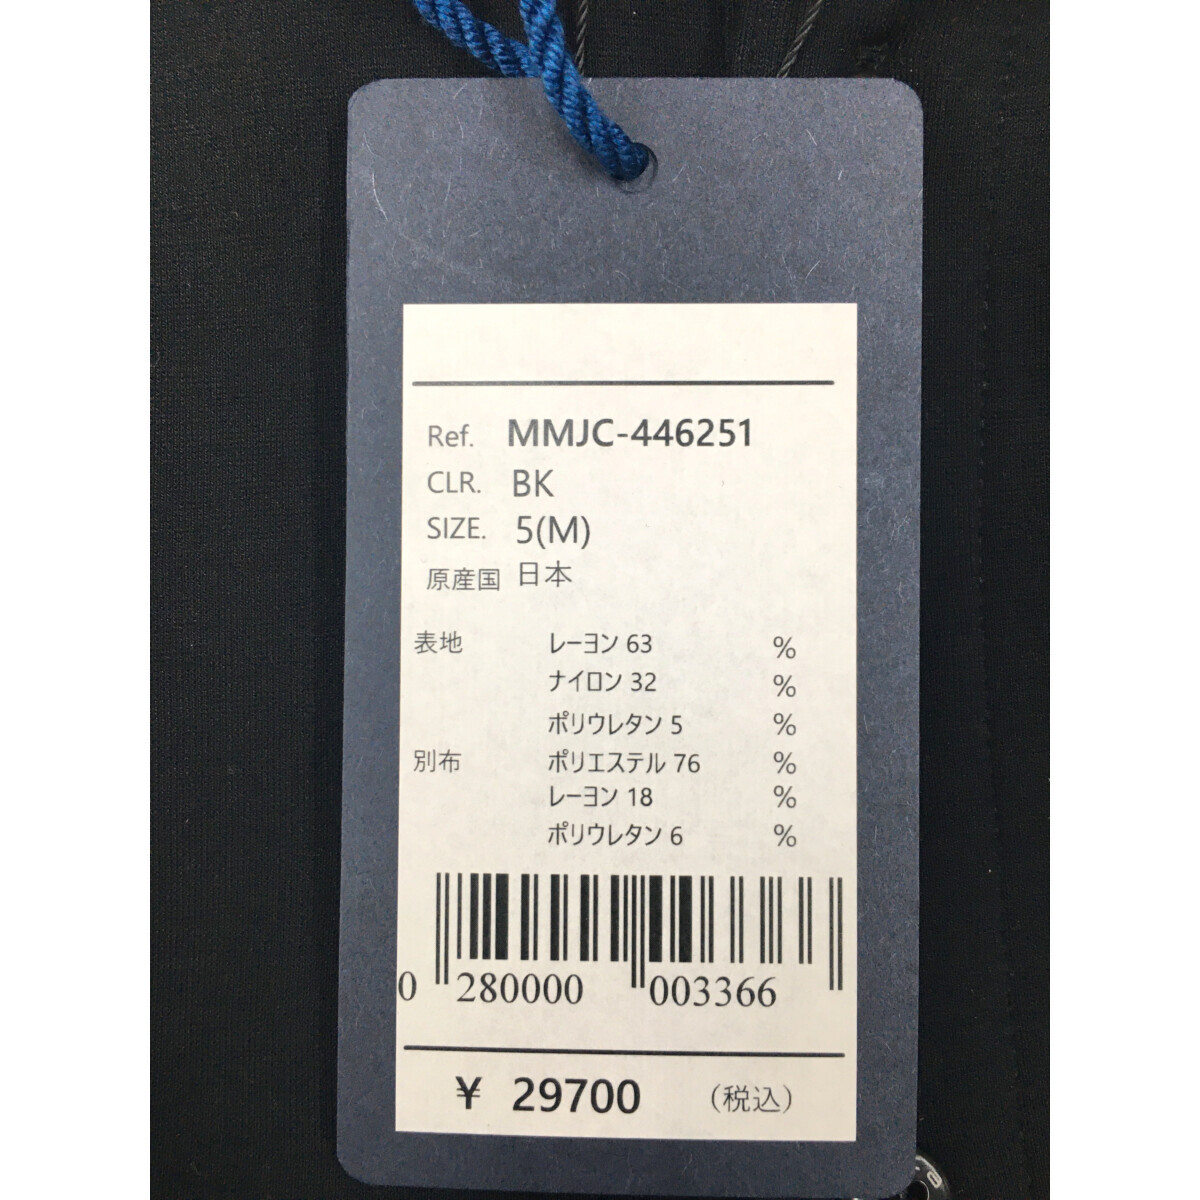 Ref. MMJC-446251
CLR. BK
SIZE. 5(M)
原産国 日本
表地 レーヨン 63 %
ナイロン 32 %
ポリウレタン 5 %
別布 ポリエステル 76 %
レーヨン 18 %
ポリウレタン 6 %
0 280000 003366
¥ 29700 (税込)